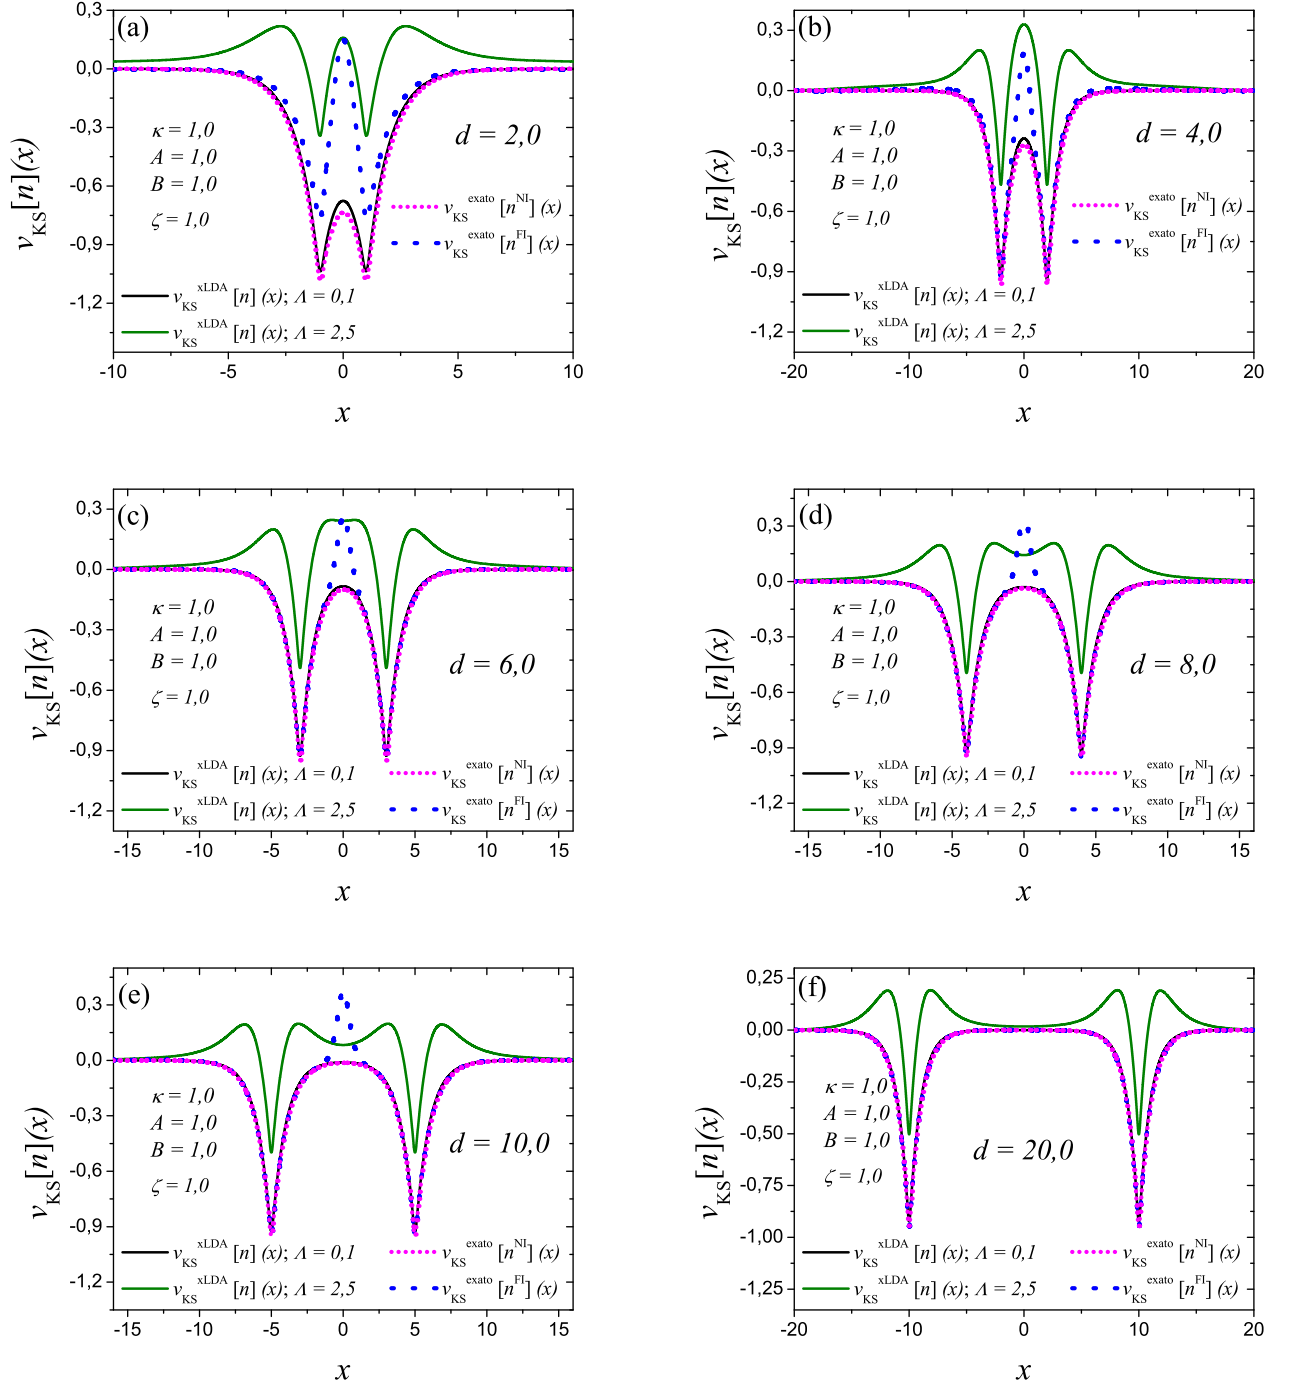 (a)
0,3
0,0
-0,3
-0,6
-0,9
-1,2
v_KS[n](x)
κ = 1,0
A = 1,0
B = 1,0
ζ = 1,0
d = 2,0
v_KS^exato [n^NI] (x)
v_KS^exato [n^FI] (x)
v_KS^xLDA [n] (x); Λ = 0,1
v_KS^xLDA [n] (x); Λ = 2,5
-10 -5 0 5 10
x
(b)
0,3
0,0
-0,3
-0,6
-0,9
-1,2
v_KS[n](x)
κ = 1,0
A = 1,0
B = 1,0
ζ = 1,0
d = 4,0
v_KS^exato [n^NI] (x)
v_KS^exato [n^FI] (x)
v_KS^xLDA [n] (x); Λ = 0,1
v_KS^xLDA [n] (x); Λ = 2,5
-20 -10 0 10 20
x
(c)
0,3
0,0
-0,3
-0,6
-0,9
-1,2
v_KS[n](x)
κ = 1,0
A = 1,0
B = 1,0
ζ = 1,0
d = 6,0
v_KS^xLDA [n] (x); Λ = 0,1 v_KS^exato [n^NI] (x)
v_KS^xLDA [n] (x); Λ = 2,5 v_KS^exato [n^FI] (x)
-15 -10 -5 0 5 10 15
x
(d)
0,3
0,0
-0,3
-0,6
-0,9
-1,2
v_KS[n](x)
κ = 1,0
A = 1,0
B = 1,0
ζ = 1,0
d = 8,0
v_KS^xLDA [n] (x); Λ = 0,1 v_KS^exato [n^NI] (x)
v_KS^xLDA [n] (x); Λ = 2,5 v_KS^exato [n^FI] (x)
-15 -10 -5 0 5 10 15
x
(e)
0,3
0,0
-0,3
-0,6
-0,9
-1,2
v_KS[n](x)
κ = 1,0
A = 1,0
B = 1,0
ζ = 1,0
d = 10,0
v_KS^xLDA [n] (x); Λ = 0,1 v_KS^exato [n^NI] (x)
v_KS^xLDA [n] (x); Λ = 2,5 v_KS^exato [n^FI] (x)
-15 -10 -5 0 5 10 15
x
(f)
0,25
0,00
-0,25
-0,50
-0,75
-1,00
-1,25
v_KS[n](x)
κ = 1,0
A = 1,0
B = 1,0
ζ = 1,0
d = 20,0
v_KS^xLDA [n] (x); Λ = 0,1 v_KS^exato [n^NI] (x)
v_KS^xLDA [n] (x); Λ = 2,5 v_KS^exato [n^FI] (x)
-20 -10 0 10 20
x